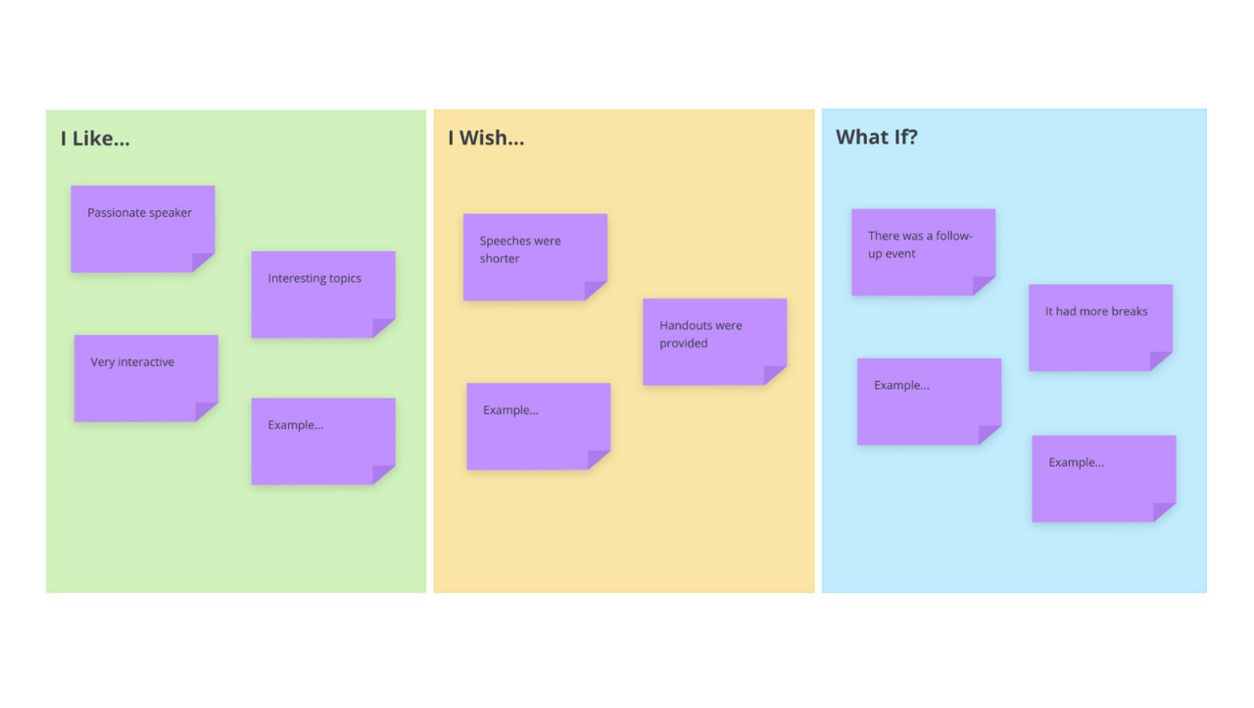 I Like...
Passionate speaker
Interesting topics
Very interactive
Example...
I Wish...
Speeches were
shorter
Handouts were
provided
Example...
What If?
There was a follow-
up event
It had more breaks
Example...
Example...